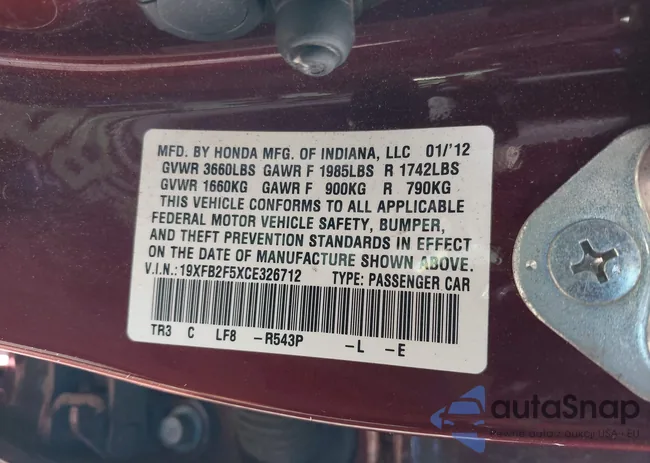 MFD. BY HONDA MFG. OF INDIANA, LLC 01/'12
GVWR 3660LBS GAWR F 1985LBS R 1742LBS
GVWR 1660KG GAWR F 900KG R 790KG
THIS VEHICLE CONFORMS TO ALL APPLICABLE
FEDERAL MOTOR VEHICLE SAFETY, BUMPER,
AND THEFT PREVENTION STANDARDS IN EFFECT
ON THE DATE OF MANUFACTURE SHOWN ABOVE.
V.I.N.: 19XFB2F5XCE326712 TYPE: PASSENGER CAR
TR3 C LF8 -R543P -L -E
autoSnap